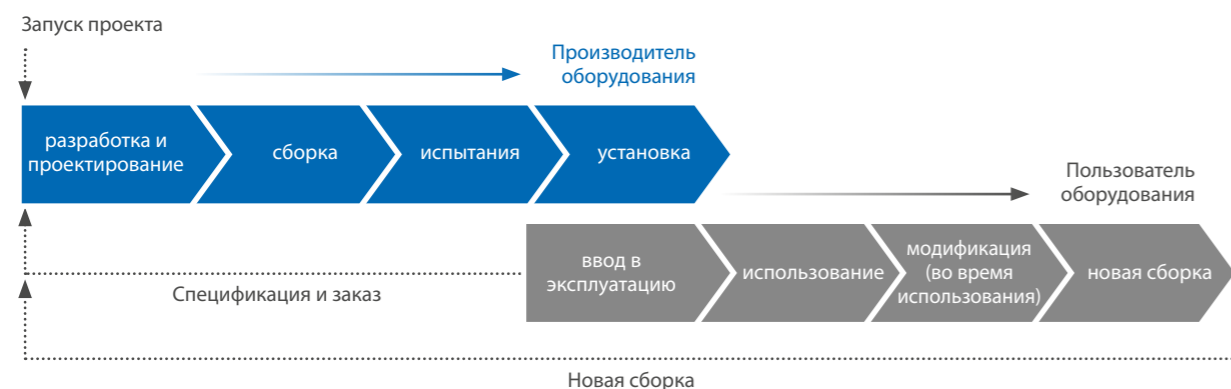 Запуск проекта
Производитель
оборудования
разработка и
проектирование
сборка
испытания
установка
Пользователь
оборудования
ввод в
эксплуатацию
использование
модификация
(во время
использования)
новая сборка
Спецификация и заказ
Новая сборка